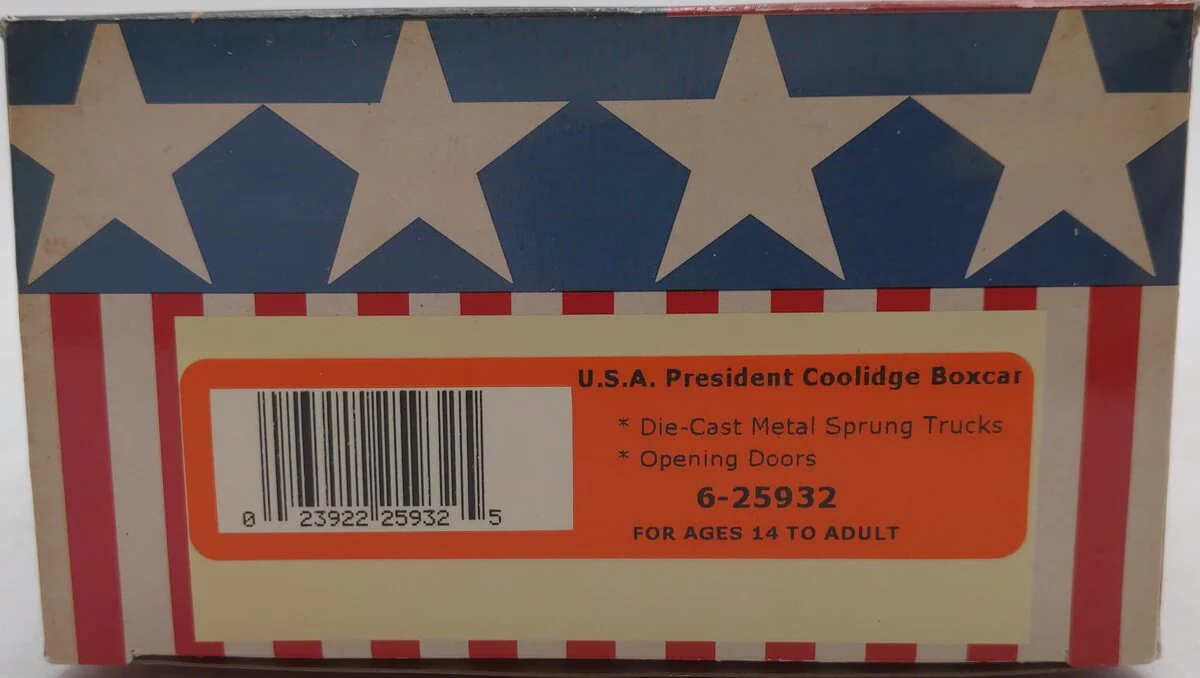 U.S.A. President Coolidge Boxcar
* Die-Cast Metal Sprung Trucks
* Opening Doors
6-25932
FOR AGES 14 TO ADULT
0 23922 25932 5